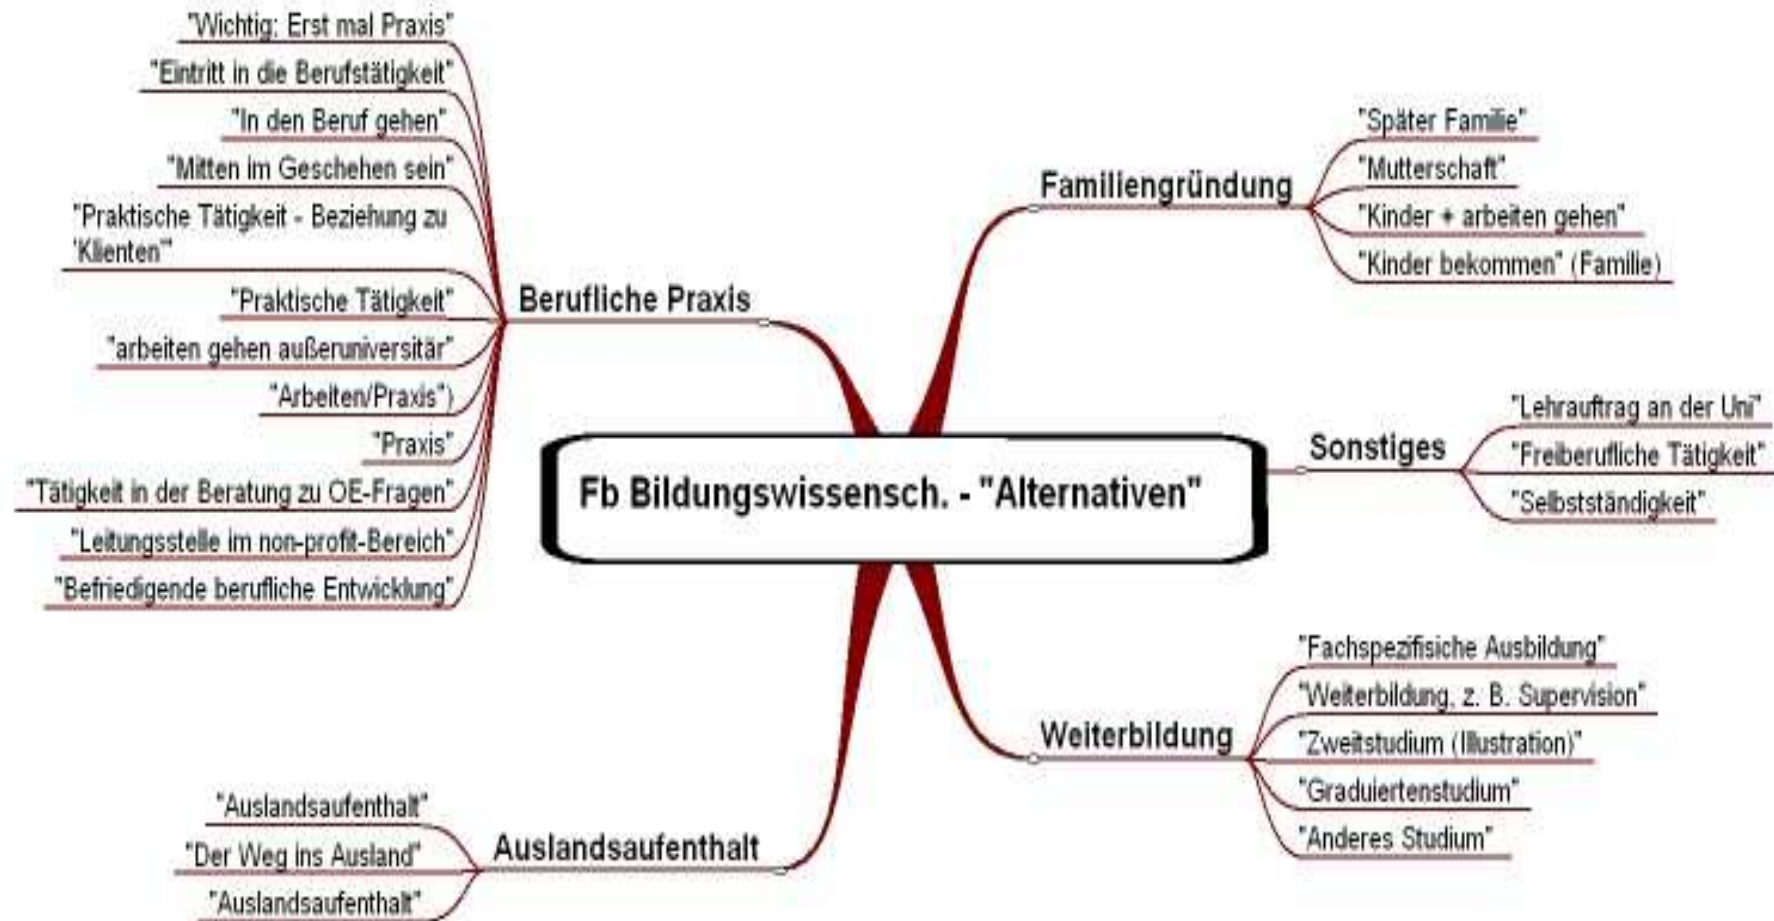 "Wichtig: Erst mal Praxis"
"Eintritt in die Berufstätigkeit"
"In den Beruf gehen"
"Mitten im Geschehen sein"
"Praktische Tätigkeit - Beziehung zu
'Klienten'"
"Praktische Tätigkeit"
"arbeiten gehen außeruniversitär"
"Arbeiten/Praxis")
"Praxis"
"Tätigkeit in der Beratung zu OE-Fragen"
"Leitungsstelle im non-profit-Bereich"
"Befriedigende berufliche Entwicklung"
Berufliche Praxis
Familiengründung
"Später Familie"
"Mutterschaft"
"Kinder + arbeiten gehen"
"Kinder bekommen" (Familie)
Fb Bildungswissensch. - "Alternativen"
Sonstiges
"Lehrauftrag an der Uni"
"Freiberufliche Tätigkeit"
"Selbstständigkeit"
Weiterbildung
"Fachspezifisiche Ausbildung"
"Weiterbildung, z. B. Supervision"
"Zweitstudium (Illustration)"
"Graduiertenstudium"
"Anderes Studium"
Auslandsaufenthalt
"Auslandsaufenthalt"
"Der Weg ins Ausland"
"Auslandsaufenthalt"